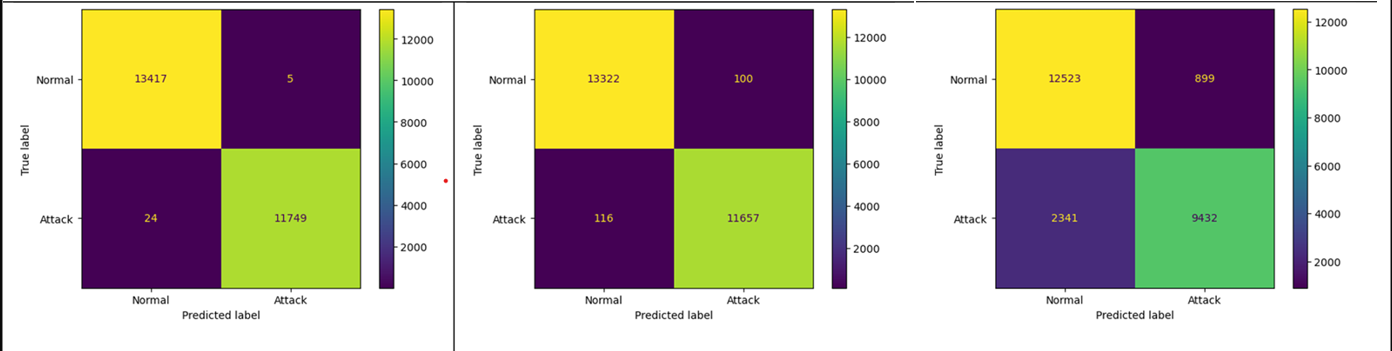 Normal
13417
5
Attack
24
11749
Normal
Attack
Predicted label
True label
12000
10000
8000
6000
4000
2000
Normal
13322
100
Attack
116
11657
Normal
Attack
Predicted label
True label
12000
10000
8000
6000
4000
2000
Normal
12523
899
Attack
2341
9432
Normal
Attack
Predicted label
True label
12000
10000
8000
6000
4000
2000